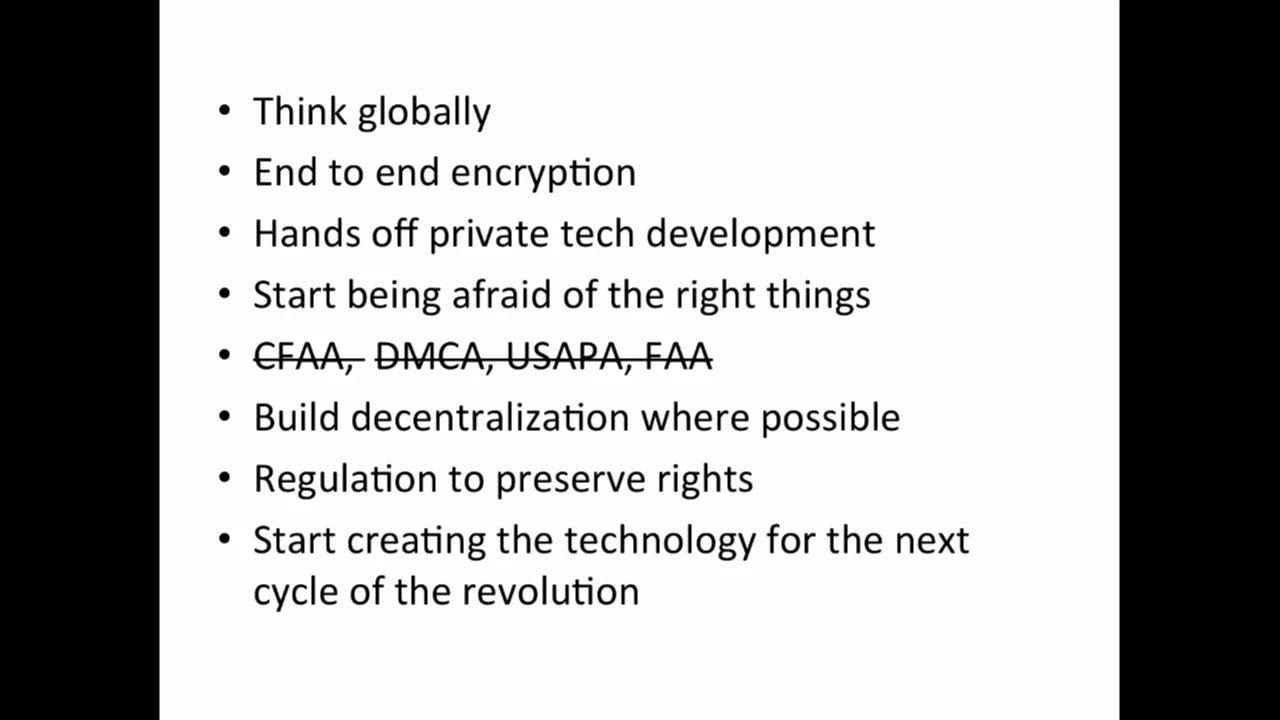 • Think globally
• End to end encryption
• Hands off private tech development
• Start being afraid of the right things
• CFAA, DMCA, USAPA, FAA
• Build decentralization where possible
• Regulation to preserve rights
• Start creating the technology for the next
cycle of the revolution